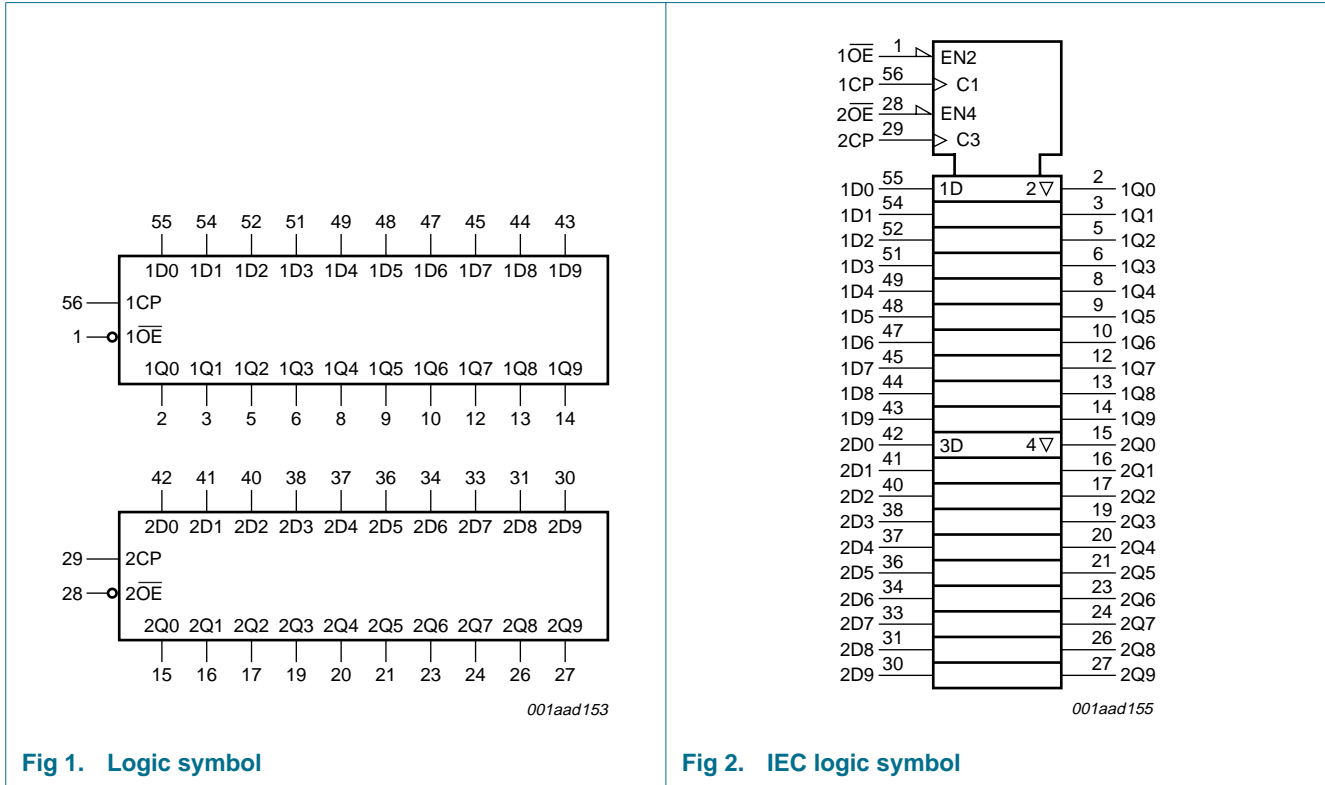 55 54 52 51 49 48 47 45 44 43
1D0 1D1 1D2 1D3 1D4 1D5 1D6 1D7 1D8 1D9
56 1CP
1 1O̅E̅
1Q0 1Q1 1Q2 1Q3 1Q4 1Q5 1Q6 1Q7 1Q8 1Q9
2 3 5 6 8 9 10 12 13 14
42 41 40 38 37 36 34 33 31 30
2D0 2D1 2D2 2D3 2D4 2D5 2D6 2D7 2D8 2D9
29 2CP
28 2O̅E̅
2Q0 2Q1 2Q2 2Q3 2Q4 2Q5 2Q6 2Q7 2Q8 2Q9
15 16 17 19 20 21 23 24 26 27
001aad153
Fig 1. Logic symbol
1O̅E̅ 1 EN2
1CP 56 C1
2O̅E̅ 28 EN4
2CP 29 C3
1D0 55 1D 2▽ 2 1Q0
1D1 54 3 1Q1
1D2 52 5 1Q2
1D3 51 6 1Q3
1D4 49 8 1Q4
1D5 48 9 1Q5
1D6 47 10 1Q6
1D7 45 12 1Q7
1D8 44 13 1Q8
1D9 43 14 1Q9
2D0 42 3D 4▽ 15 2Q0
2D1 41 16 2Q1
2D2 40 17 2Q2
2D3 38 19 2Q3
2D4 37 20 2Q4
2D5 36 21 2Q5
2D6 34 23 2Q6
2D7 33 24 2Q7
2D8 31 26 2Q8
2D9 30 27 2Q9
001aad155
Fig 2. IEC logic symbol